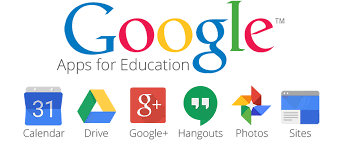 Google™
Apps for Education
31 g+ "
Calendar Drive Google+ Hangouts Photos Sites